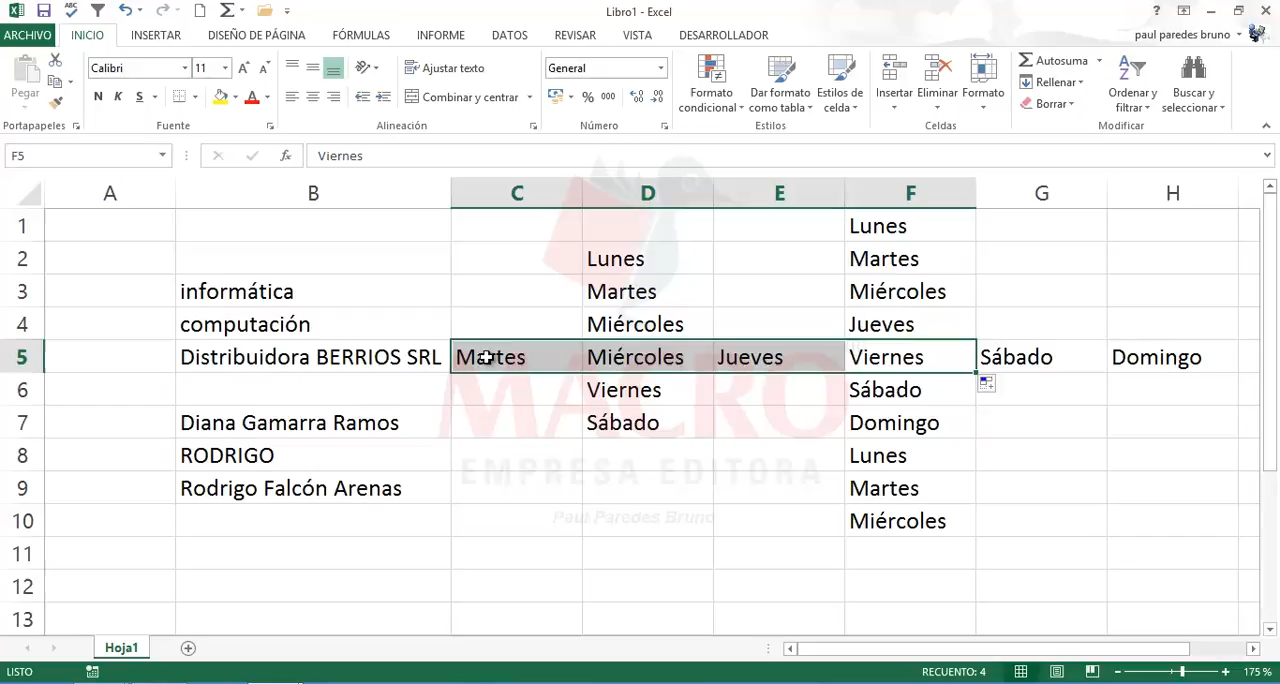 Libro1 - Excel
ARCHIVO INICIO INSERTAR DISEÑO DE PÁGINA FÓRMULAS INFORME DATOS REVISAR VISTA DESARROLLADOR paul paredes bruno
Pegar
Calibri 11
N K S
Ajustar texto
Combinar y centrar
General
% 000
Formato condicional
Dar formato como tabla
Estilos de celda
Insertar Eliminar Formato
Autosuma
Rellenar
Borrar
Ordenar y filtrar
Buscar y seleccionar
Portapapeles Fuente Alineación Número Estilos Celdas Modificar
F5 fx Viernes
A B C D E F G H
1 Lunes
2 Lunes Martes
3 informática Martes Miércoles
4 computación Miércoles Jueves
5 Distribuidora BERRIOS SRL Martes Miércoles Jueves Viernes Sábado Domingo
6 Viernes Sábado
7 Diana Gamarra Ramos Sábado Domingo
8 RODRIGO Lunes
9 Rodrigo Falcón Arenas Martes
10 Miércoles
11
12
13
MACRO
EMPRESA EDITORA
Paul Paredes Bruno
Hoja1
LISTO RECUENTO: 4 175%